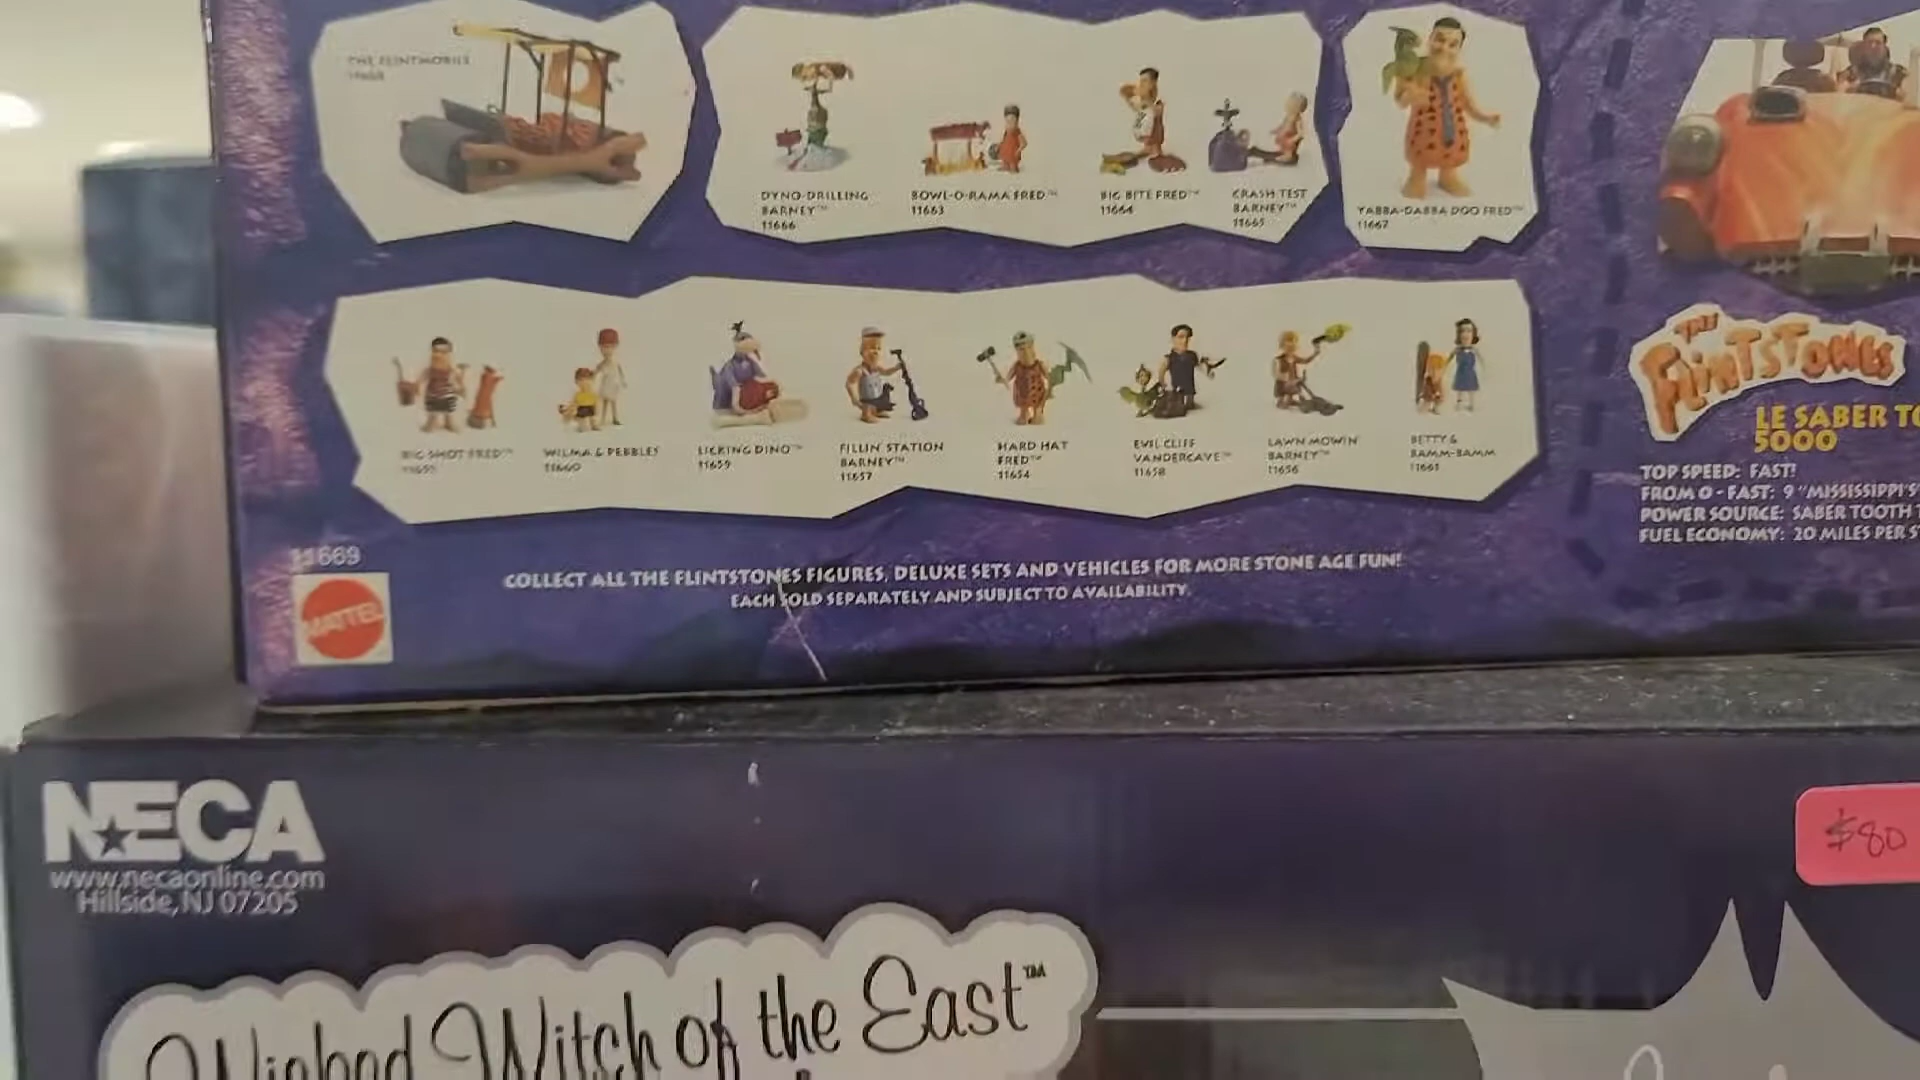 THE FLINTMOBILE
DYNO-DRILLING
BARNEY™
11666
BOWL-O-RAMA FRED™
11663
BIG BITE FRED™
11664
CRASH TEST
BARNEY™
11665
YABBA-DABBA DOO FRED™
11667
BIG SHOT FRED™
11655
WILMA & PEBBLES
11660
LICKING DINO™
11659
FILLIN STATION
BARNEY™
11657
HARD HAT
FRED™
11654
EVIL CLIFF
VANDERCAVE™
11658
LAWN MOWIN
BARNEY™
11656
BETTY &
BAMM-BAMM
11661
THE
FLINTSTONES
LE SABER
5000
TOP SPEED: FAST!
FROM 0 - FAST: 9 "MISSISSIPPI'S
POWER SOURCE: SABER TOOTH
FUEL ECONOMY: 20 MILES PER
11669
MATTEL
COLLECT ALL THE FLINTSTONES FIGURES, DELUXE SETS AND VEHICLES FOR MORE STONE AGE FUN!
EACH SOLD SEPARATELY AND SUBJECT TO AVAILABILITY.
NECA
www.necaonline.com
Hillside, NJ 07205
$80
Wicked Witch of the East™